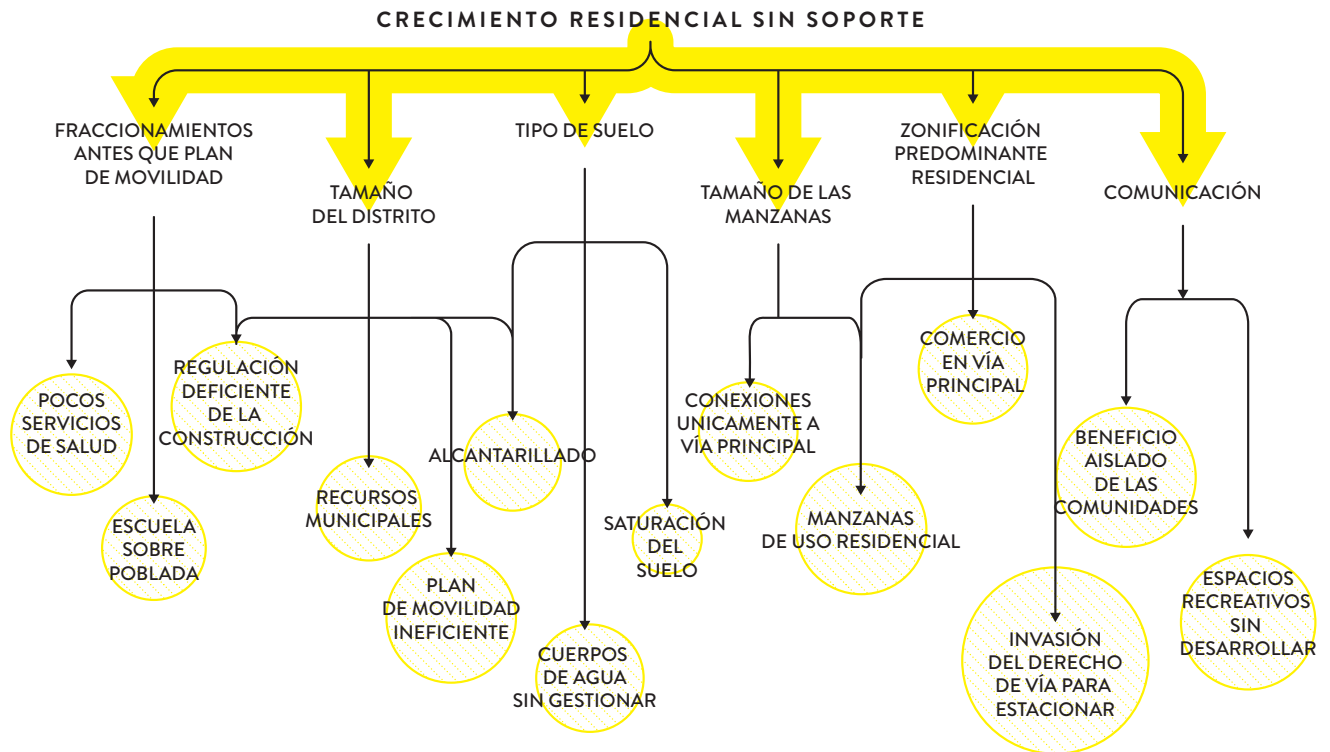 CRECIMIENTO RESIDENCIAL SIN SOPORTE
FRACCIONAMIENTOS
ANTES QUE PLAN
DE MOVILIDAD
TAMAÑO
DEL DISTRITO
TIPO DE SUELO
TAMAÑO DE LAS
MANZANAS
ZONIFICACIÓN
PREDOMINANTE
RESIDENCIAL
COMUNICACIÓN
POCOS
SERVICIOS
DE SALUD
ESCUELA
SOBRE
POBLADA
REGULACIÓN
DEFICIENTE
DE LA
CONSTRUCCIÓN
RECURSOS
MUNICIPALES
PLAN
DE MOVILIDAD
INEFICIENTE
ALCANTARILLADO
CUERPOS
DE AGUA
SIN GESTIONAR
SATURACIÓN
DEL
SUELO
CONEXIONES
UNICAMENTE A
VÍA PRINCIPAL
MANZANAS
DE USO RESIDENCIAL
COMERCIO
EN VÍA
PRINCIPAL
INVASIÓN
DEL DERECHO
DE VÍA PARA
ESTACIONAR
BENEFICIO
AISLADO
DE LAS
COMUNIDADES
ESPACIOS
RECREATIVOS
SIN
DESARROLLAR